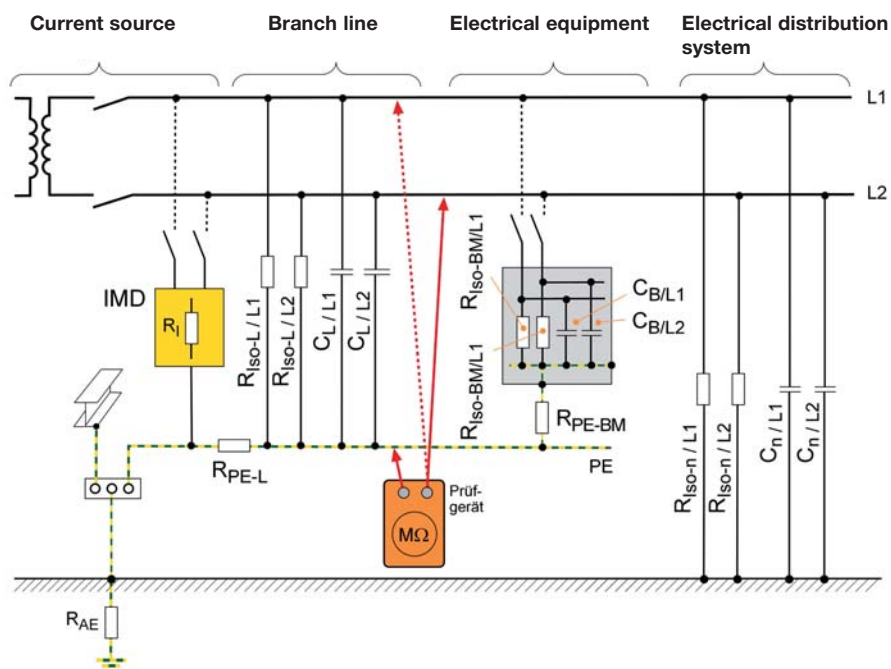 Current source
Branch line
Electrical equipment
Electrical distribution
system
L1
L2
IMD
RI
RIso-L / L1
RIso-L / L2
CL / L1
CL / L2
RIso-BM/L1
RIso-BM/L1
CB/L1
CB/L2
RPE-BM
RIso-n / L1
RIso-n / L2
Cn / L1
Cn / L2
RPE-L
PE
Prüf-
gerät
MΩ
RAE